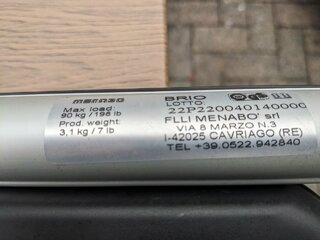 menabo
Max load:
90 kg / 198 lb
Prod. weight:
3,1 kg / 7 lb
BRIO
LOTTO:
22P220040140000
FLLI MENABO' srl
VIA 8 MARZO N.3
I-42025 CAVRIAGO (RE)
TEL +39.0522.942840